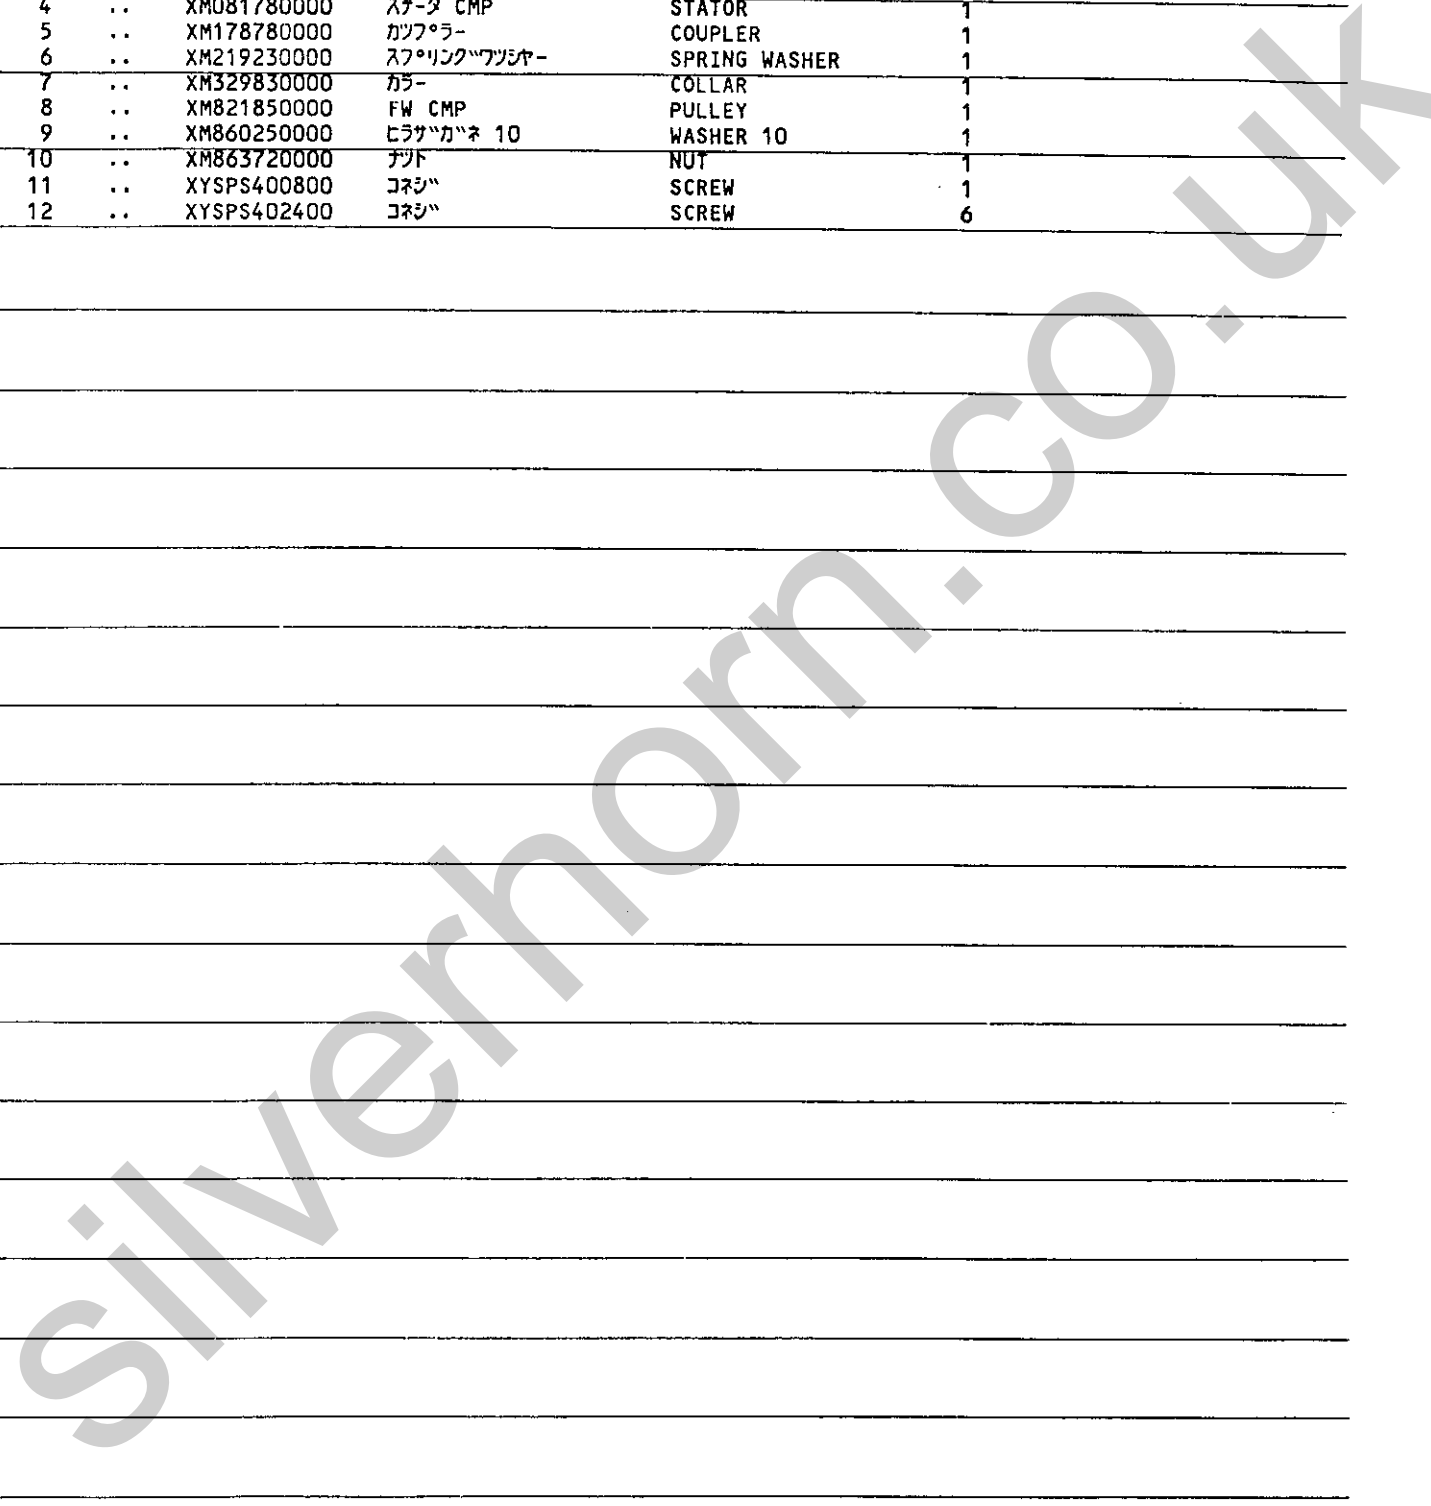 4 .. XM081780000 ステータ CMP STATOR 1
5 .. XM178780000 カツプラー COUPLER 1
6 .. XM219230000 スプリングワツシヤー SPRING WASHER 1
7 .. XM329830000 カラー COLLAR 1
8 .. XM821850000 FW CMP PULLEY 1
9 .. XM860250000 ヒラザガネ 10 WASHER 10 1
10 .. XM863720000 ナツト NUT 1
11 .. XYSPS400800 コネジ SCREW 1
12 .. XYSPS402400 コネジ SCREW 6
silverhorn.co.uk